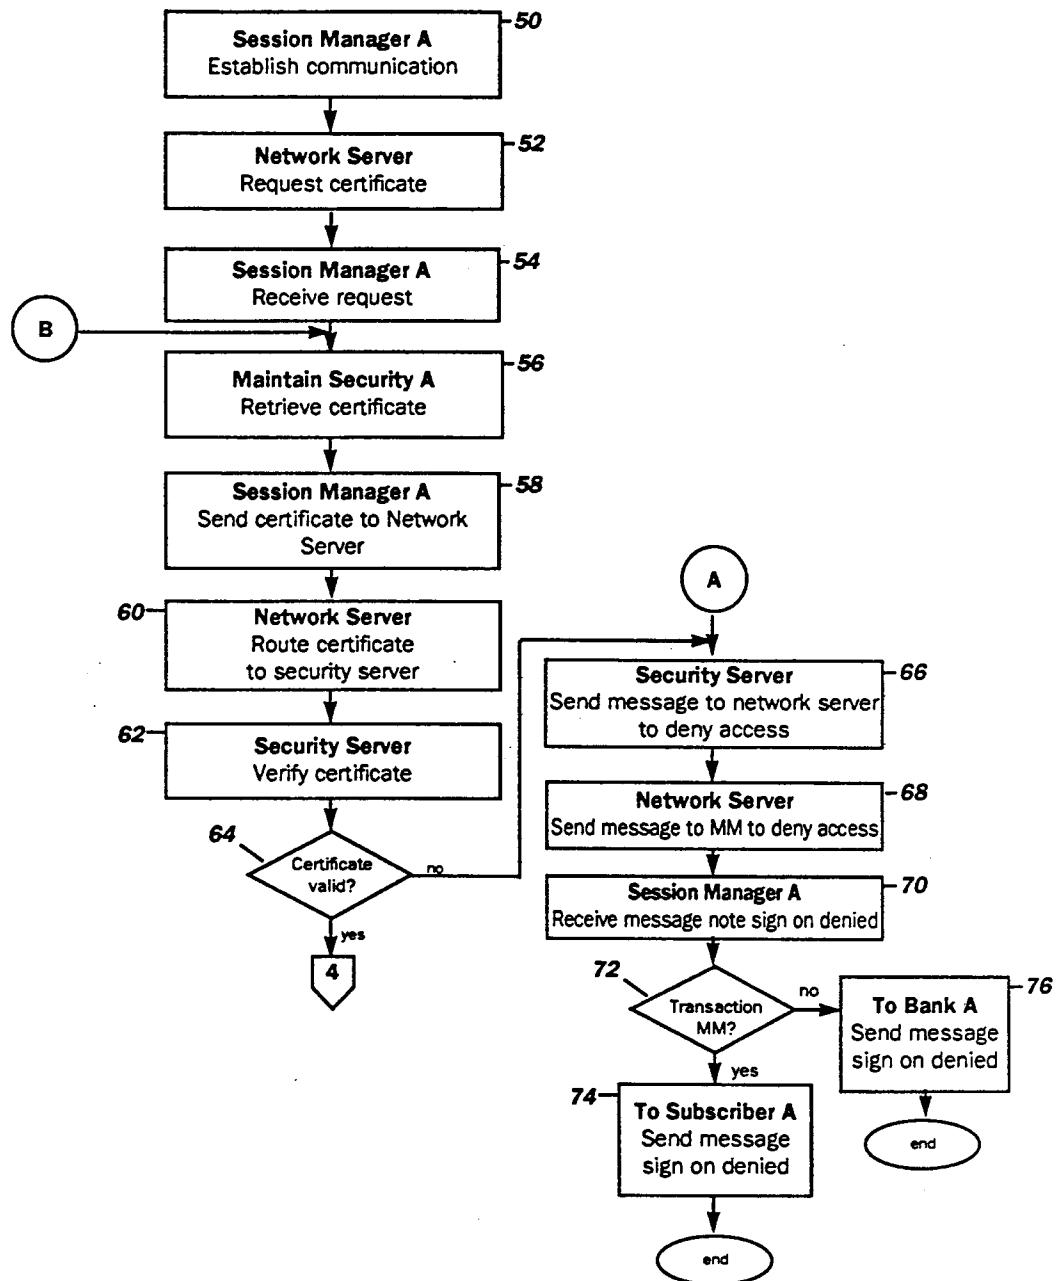 50
Session Manager A
Establish communication
52
Network Server
Request certificate
54
Session Manager A
Receive request
B
56
Maintain Security A
Retrieve certificate
58
Session Manager A
Send certificate to Network
Server
60
Network Server
Route certificate
to security server
62
Security Server
Verify certificate
64
Certificate
valid?
no
yes
4
A
66
Security Server
Send message to network server
to deny access
68
Network Server
Send message to MM to deny access
70
Session Manager A
Receive message note sign on denied
72
Transaction
MM?
no
yes
76
To Bank A
Send message
sign on denied
end
74
To Subscriber A
Send message
sign on denied
end